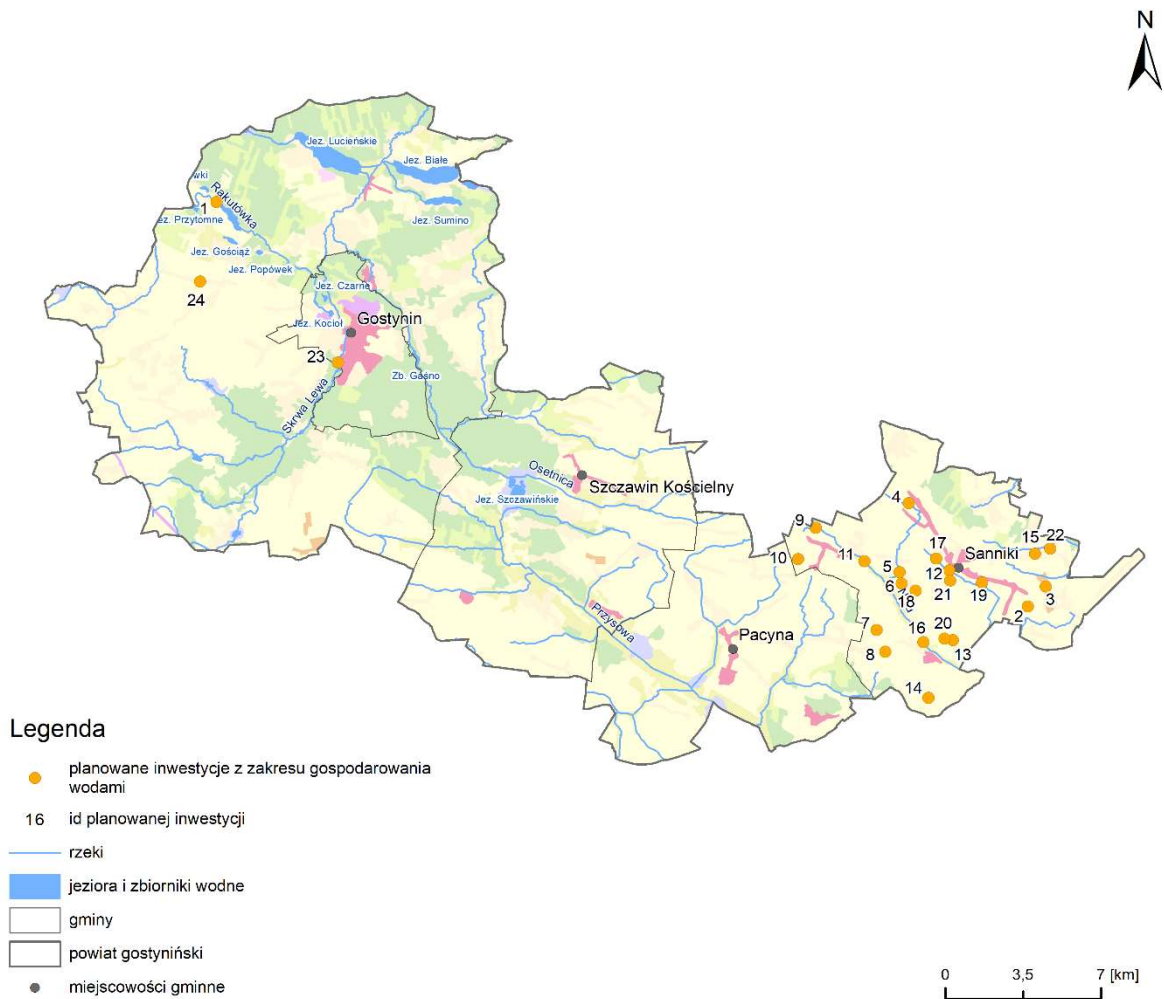 N
Jez. Lucieńskie
Jez. Białe
wki
Rakutówka
1
ez. Przytomne
Jez. Sumino
Jez. Gościąż
Jez. Popówek
24
Jez. Czarne
Jez. Kocioł
Gostynin
23
Zb. Gaśno
Skrwa Lewa
Osetnica
Szczawin Kościelny
Jez. Szczawińskie
4
9
17
15
22
10
11
5
12
Sanniki
6
18
21
19
3
2
Przysowa
7
16
20
13
Pacyna
8
14
Legenda
planowane inwestycje z zakresu gospodarowania
wodami
16 id planowanej inwestycji
rzeki
jeziora i zbiorniki wodne
gminy
powiat gostyniński
miejscowości gminne
0 3,5 7 [km]